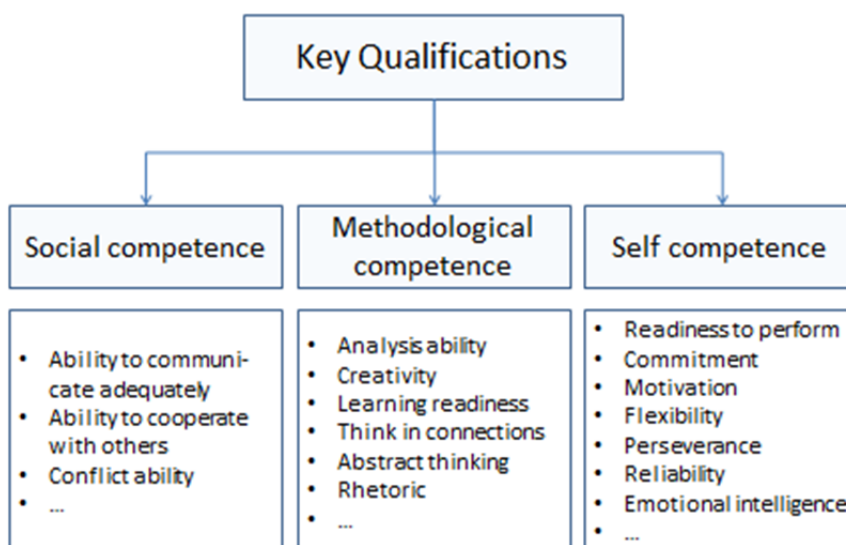 Key Qualifications
Social competence
Methodological
competence
Self competence
• Ability to communi-
cate adequately
• Ability to cooperate
with others
• Conflict ability
• ...
• Analysis ability
• Creativity
• Learning readiness
• Think in connections
• Abstract thinking
• Rhetoric
• ...
• Readiness to perform
• Commitment
• Motivation
• Flexibility
• Perseverance
• Reliability
• Emotional intelligence
• ...